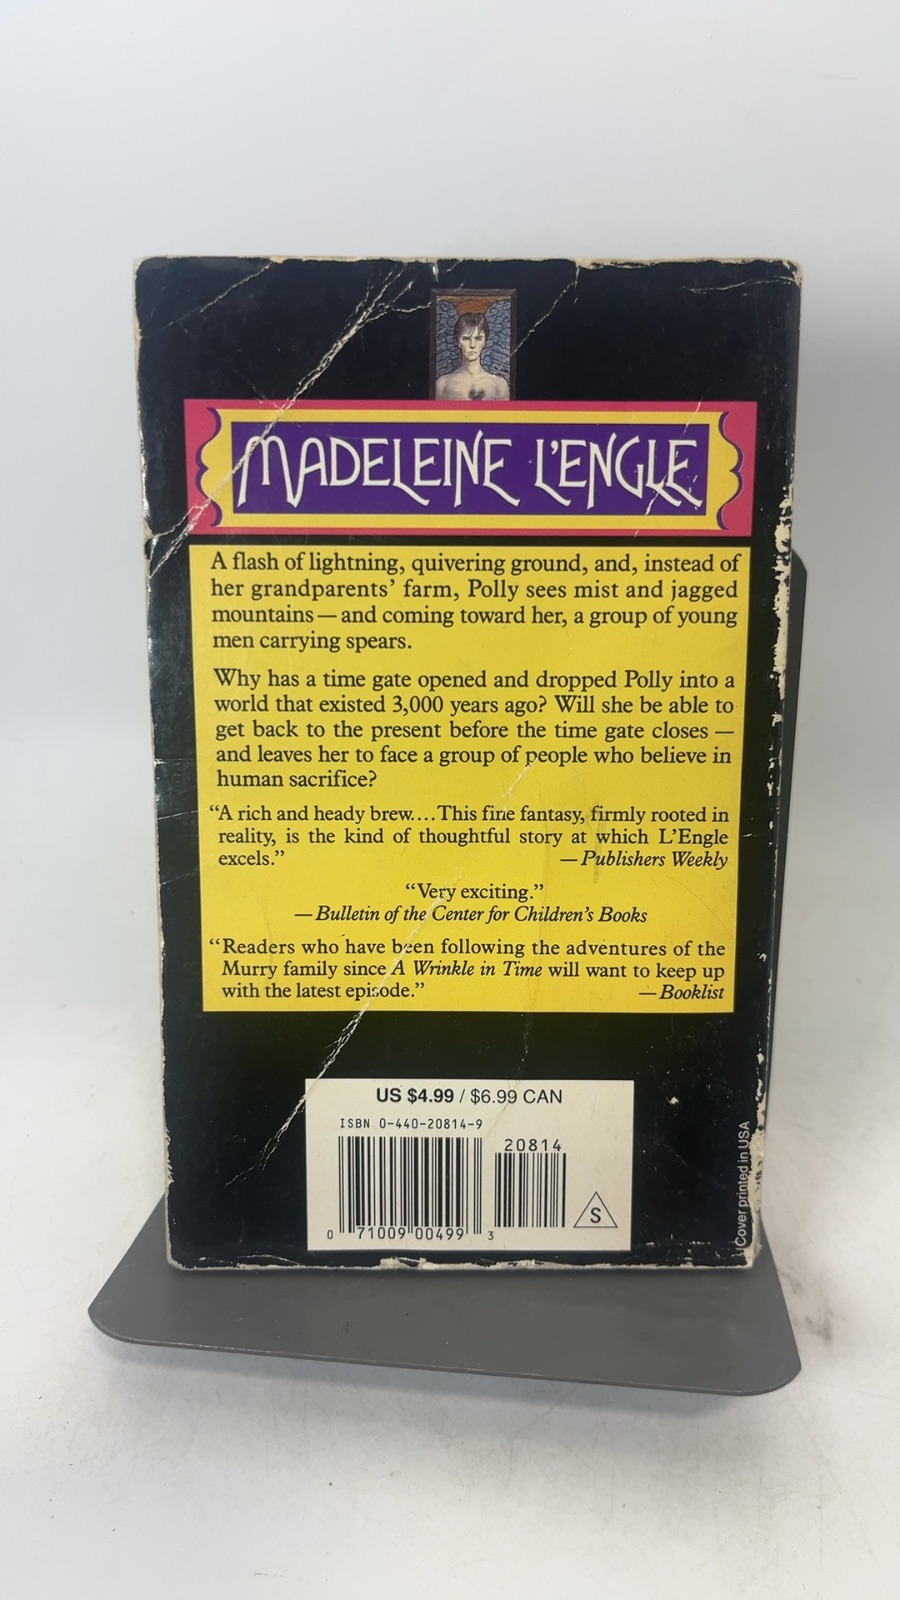 MADELEINE L'ENGLE
A flash of lightning, quivering ground, and, instead of
her grandparents' farm, Polly sees mist and jagged
mountains — and coming toward her, a group of young
men carrying spears.
Why has a time gate opened and dropped Polly into a
world that existed 3,000 years ago? Will she be able to
get back to the present before the time gate closes —
and leaves her to face a group of people who believe in
human sacrifice?
“A rich and heady brew....This fine fantasy, firmly rooted in
reality, is the kind of thoughtful story at which L'Engle
excels.” — Publishers Weekly
“Very exciting.”
— Bulletin of the Center for Children's Books
“Readers who have been following the adventures of the
Murry family since A Wrinkle in Time will want to keep up
with the latest episode.” — Booklist
US $4.99 / $6.99 CAN
ISBN 0-440-20814-9
20814
0 71009 00499 3
S
Cover printed in USA